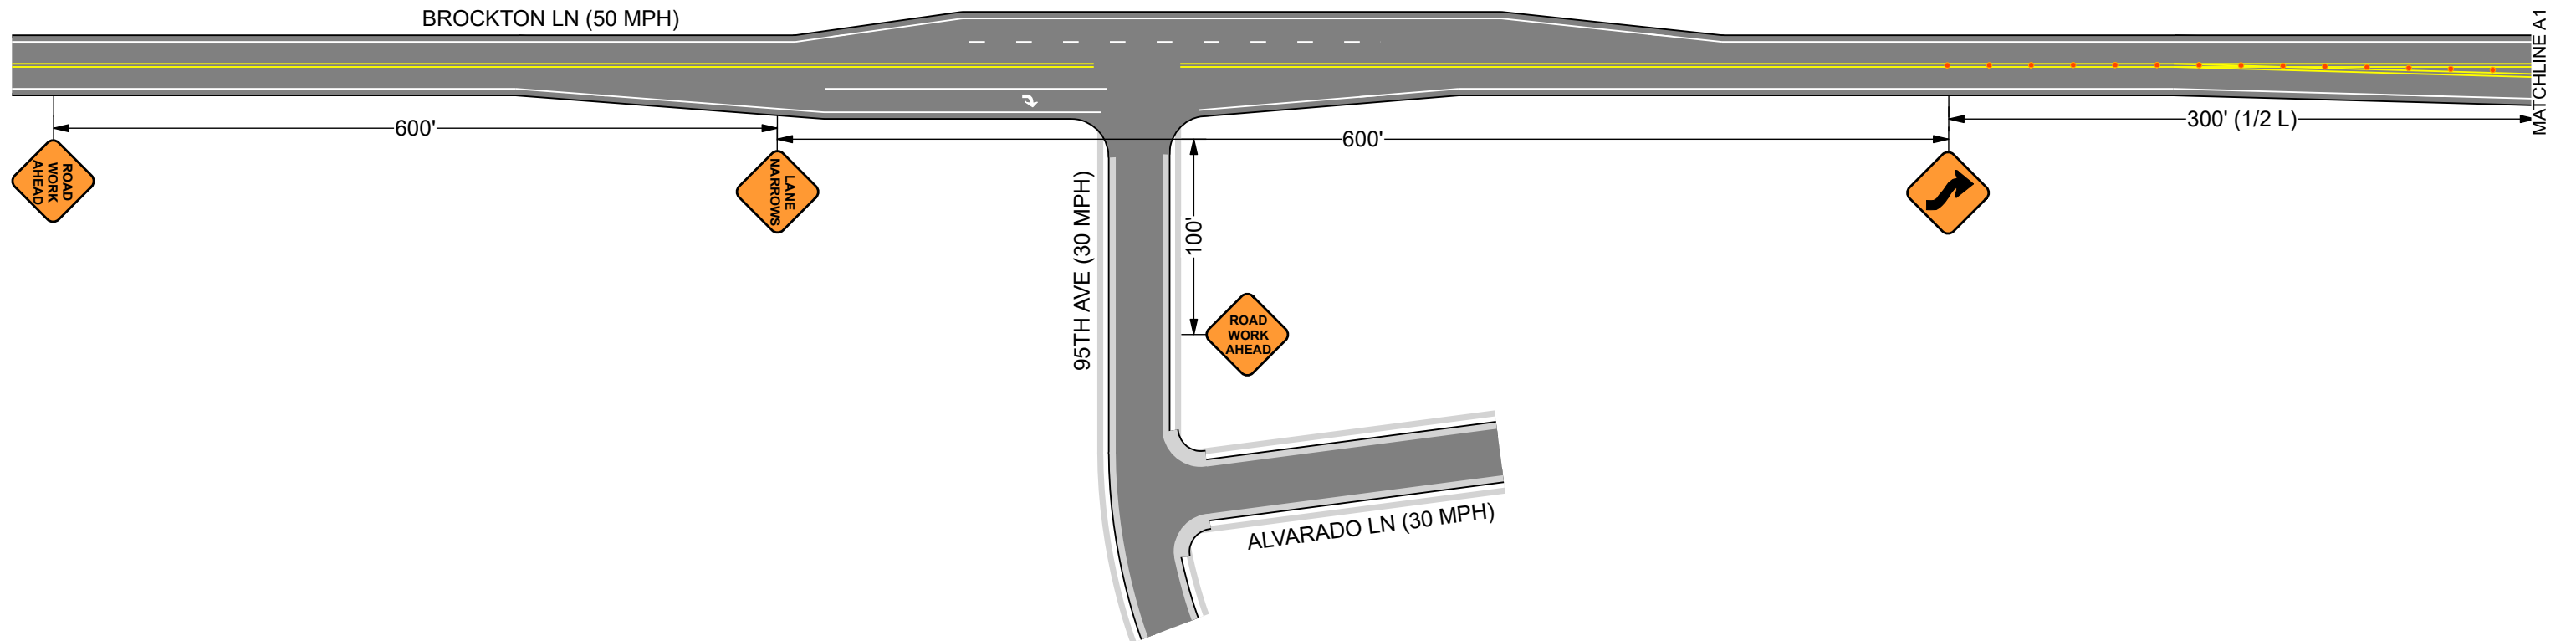 BROCKTON LN (50 MPH)
MATCHLINE A1
600'
600'
300' (1/2 L)
ROAD
WORK
AHEAD
LANE
NARROWS
95TH AVE (30 MPH)
100'
ROAD
WORK
AHEAD
ALVARADO LN (30 MPH)